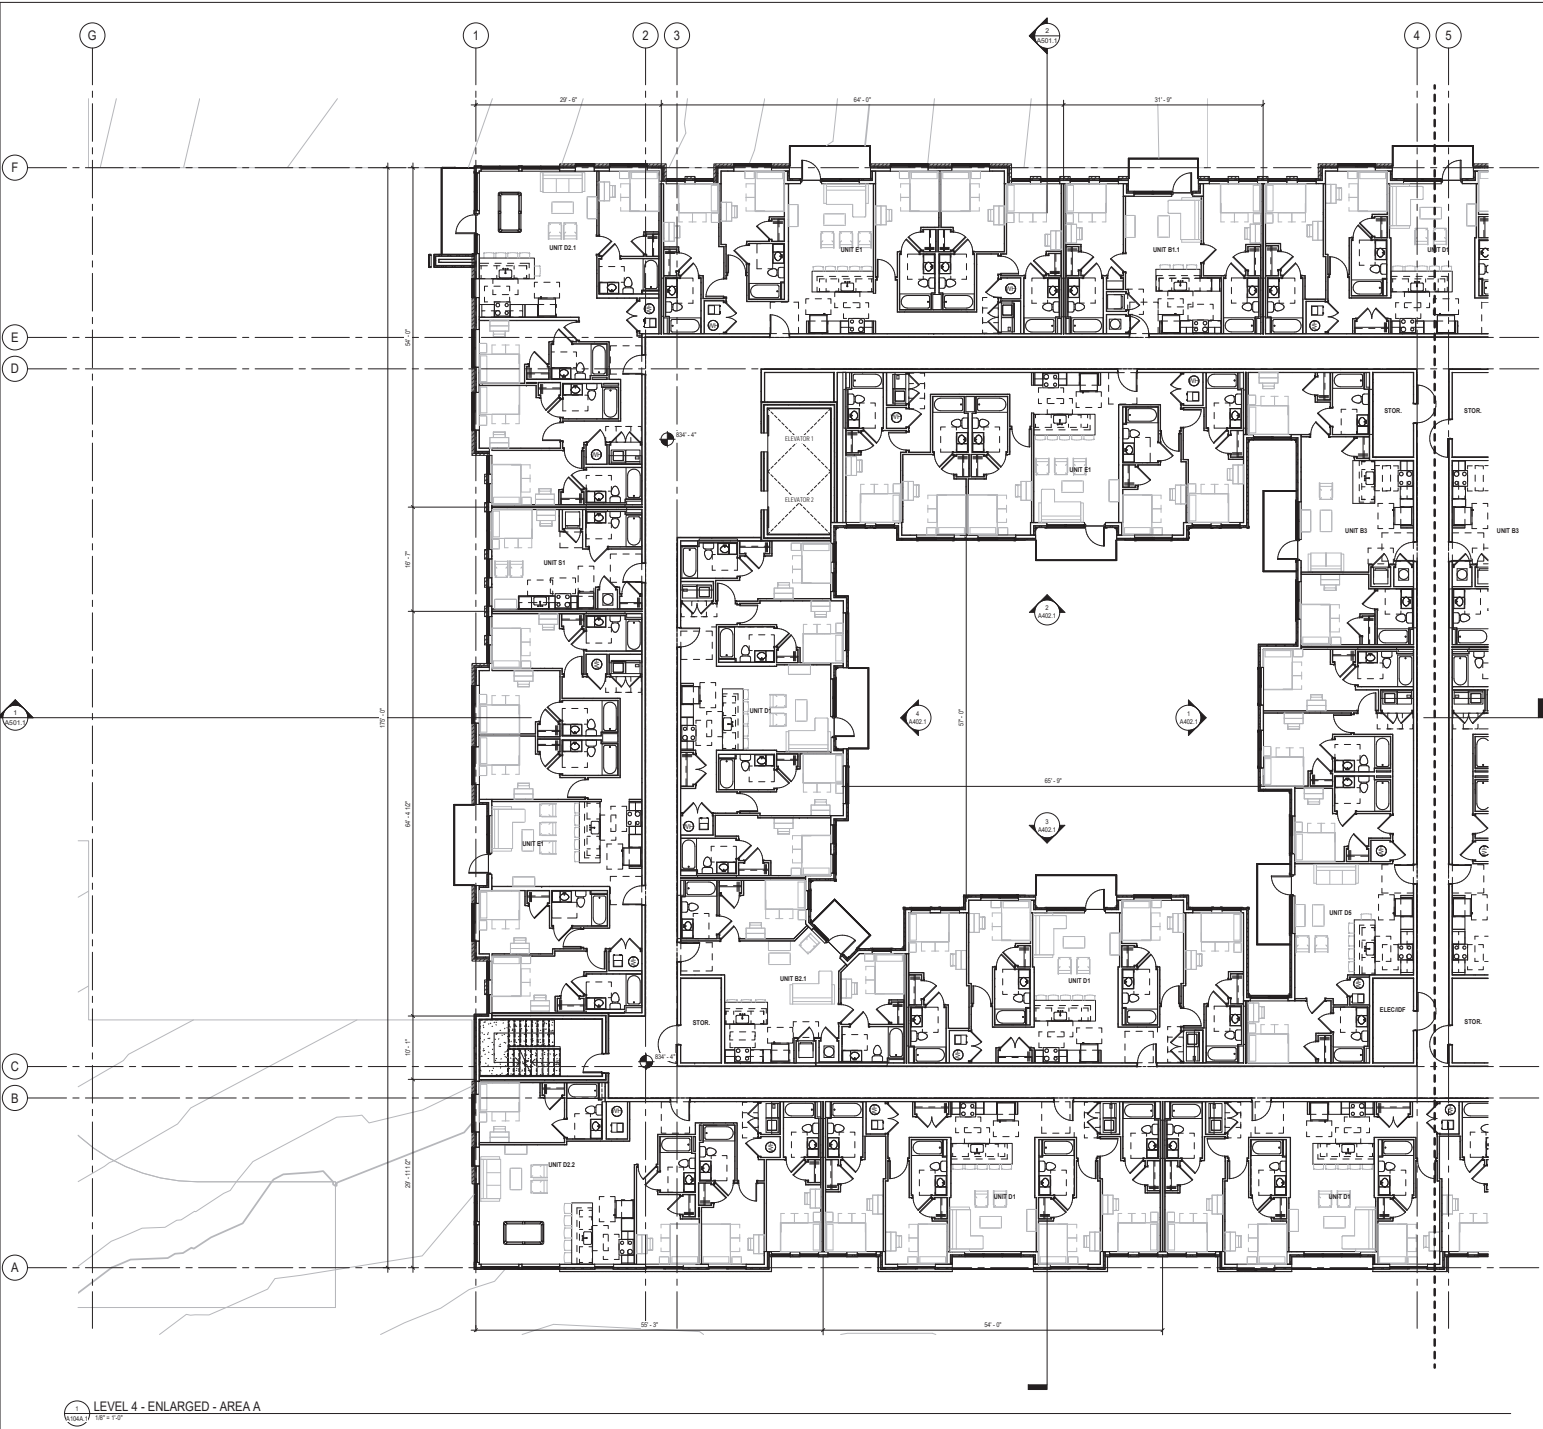 G
1
2
3
2
A501.1
4
5
29' - 6"
64' - 0"
31' - 9"
F
UNIT D2.1
UNIT E1
UNIT B1.1
UNIT D1
E
54' - 0"
D
STOR.
STOR.
834' - 4"
ELEVATOR 1
ELEVATOR 2
UNIT E1
UNIT B3
UNIT B3
UNIT S1
16' - 7"
2
A402.1
1
A501.1
175' - 0"
UNIT D1
4
A402.1
57' - 0"
1
A402.1
65' - 9"
64' - 4 1/2"
3
A402.1
UNIT E1
UNIT D5
UNIT B2.1
UNIT D1
STOR.
ELEC/IDF
STOR.
10' - 1"
834' - 4"
C
B
29' - 11 1/2"
UNIT D2.2
UNIT D1
UNIT D1
A
55' - 3"
54' - 0"
1
A104A.1
LEVEL 4 - ENLARGED - AREA A
1/8" = 1'-0"